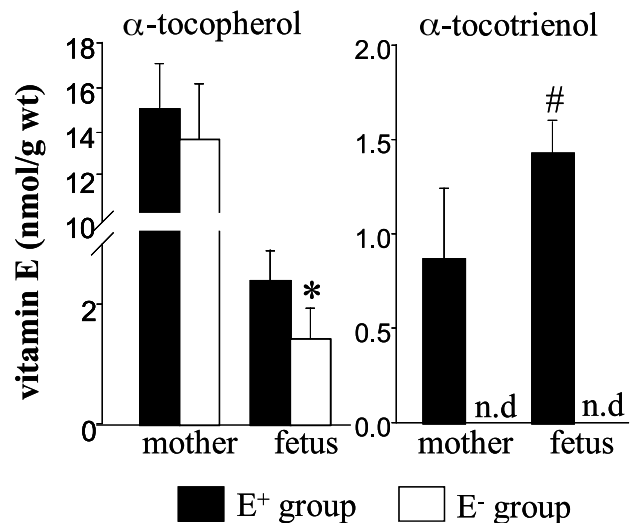 α-tocopherol
α-tocotrienol
vitamin E (nmol/g wt)
18
16
14
12
10
2
0
*
mother
fetus
2.0
1.5
1.0
0.5
0.0
#
n.d
n.d
mother
fetus
E⁺ group
E⁻ group